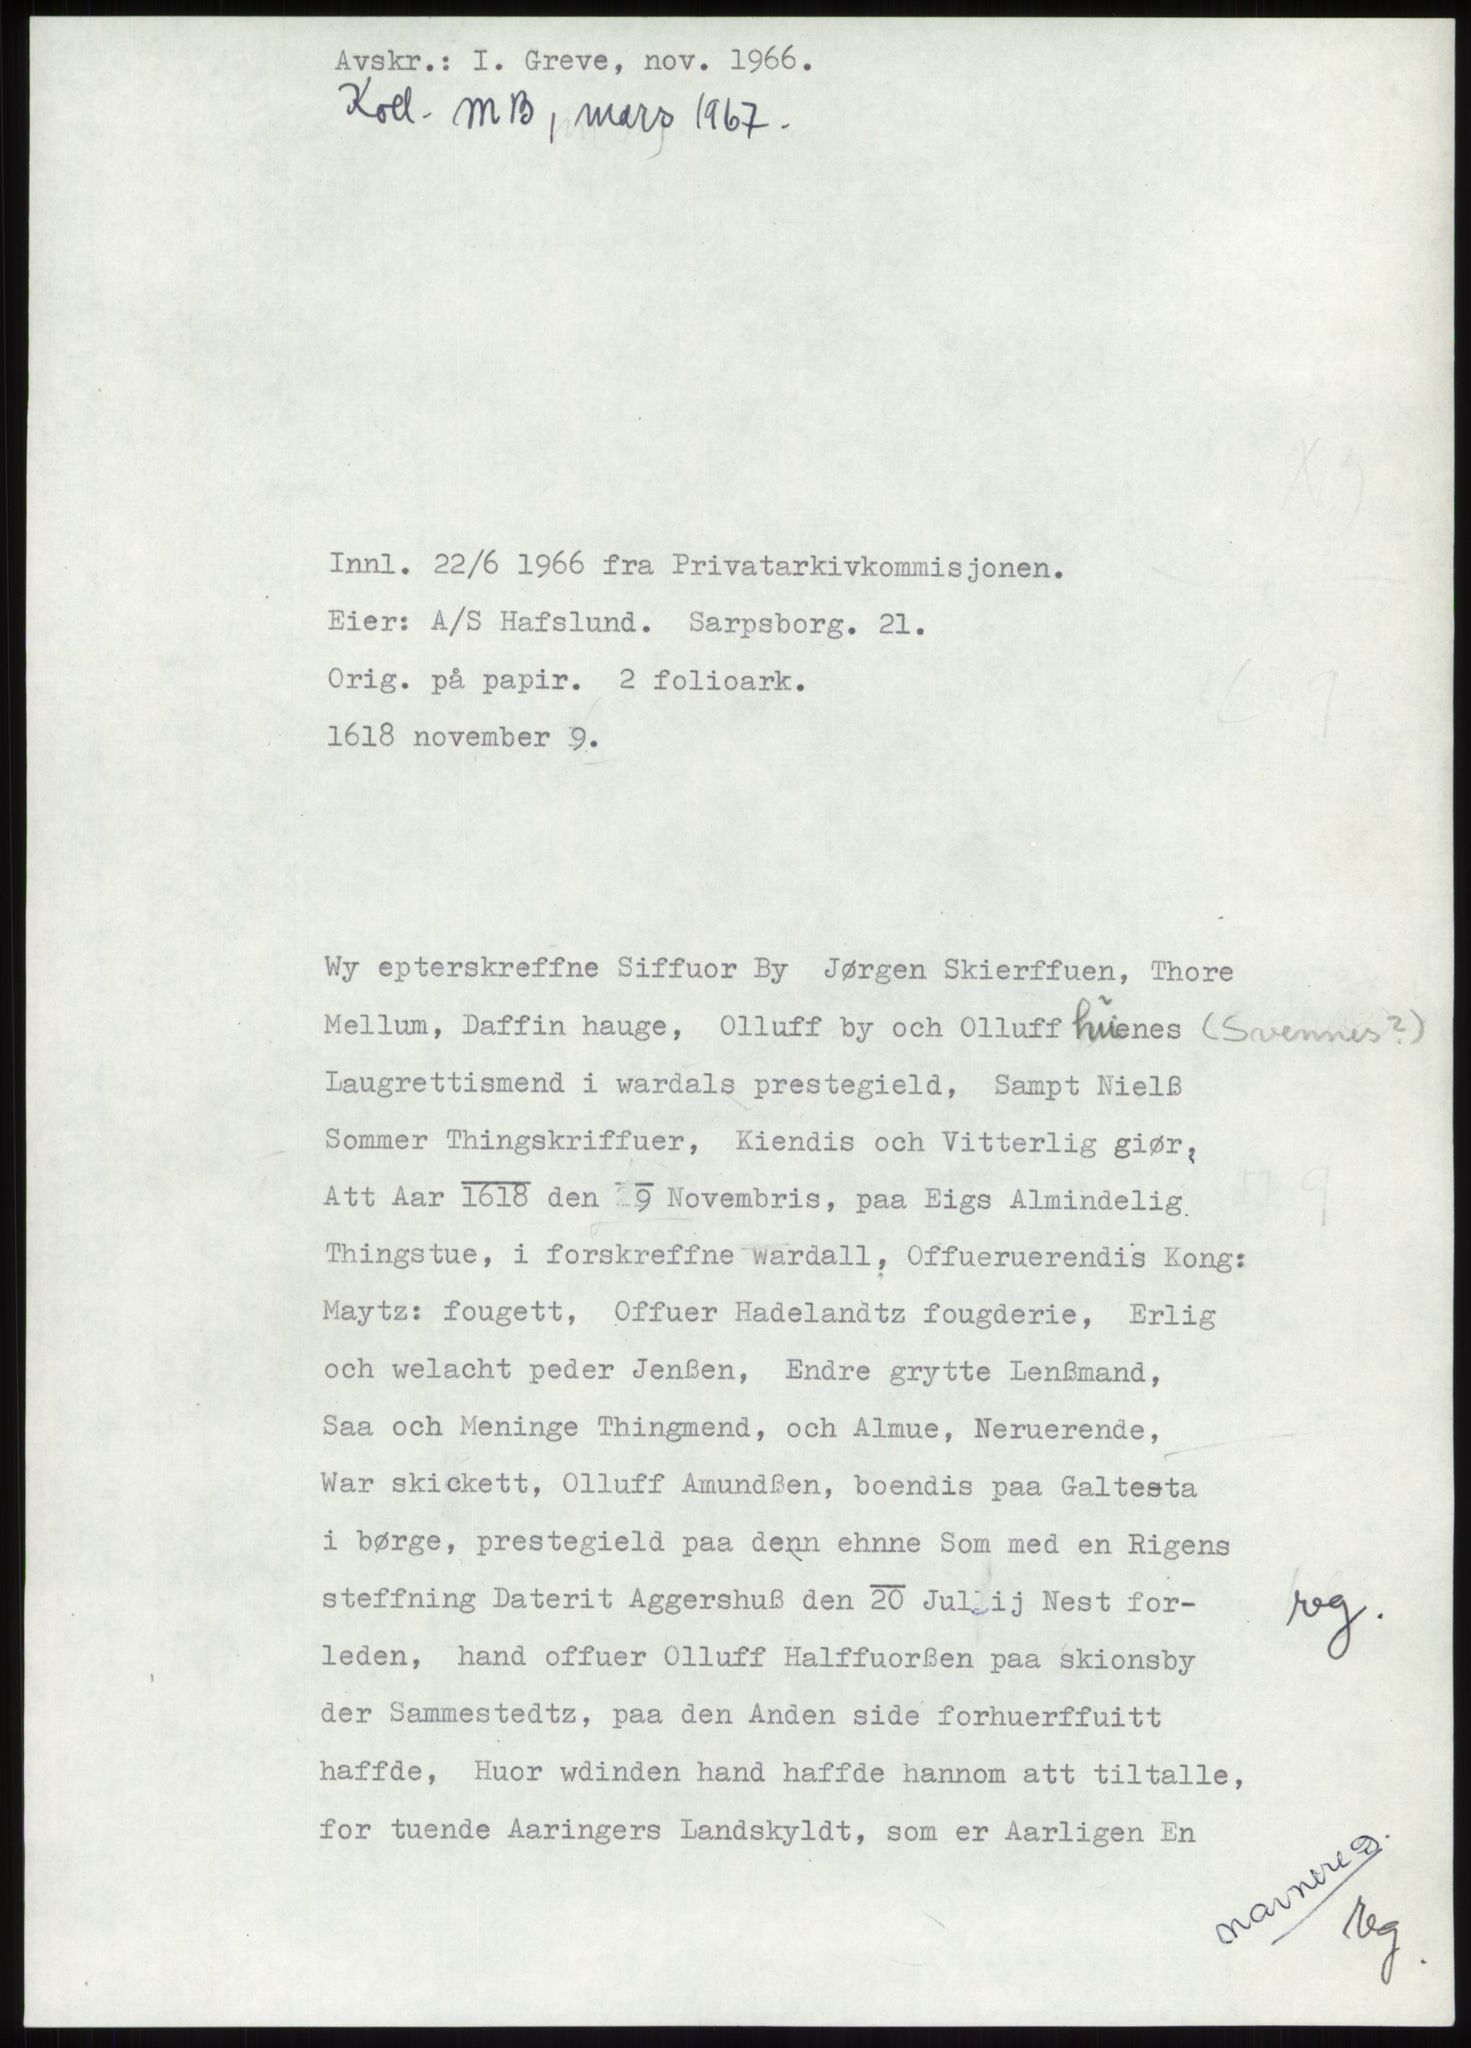 Avskr.: I. Greve, nov. 1966.
Koll. MB, mars 1967.
Innl. 22/6 1966 fra Privatarkivkommisjonen.
Eier: A/S Hafslund. Sarpsborg. 21.
Orig. på papir. 2 folioark.
1618 november 9.
Wy epterskreffne Siffuor By Jørgen Skierffuen, Thore
Mellum, Daffin hauge, Olluff by och Olluff hŭenes (Svennes?)
Laugrettismend i wardals prestegield, Sampt Nielß
Sommer Thingskriffuer, Kiendis och Vitterlig giør,
Att Aar 1618 den 9 Novembris, paa Eigs Almindelig
Thingstue, i forskreffne wardall, Offueruerendis Kong:
Maytz: fougett, Offuer Hadelandtz fougderie, Erlig
och welacht peder Jenßen, Endre grytte Lenßmand,
Saa och Meninge Thingmend, och Almue, Neruerende,
War skickett, Olluff Amundßen, boendis paa Galtesta
i børge, prestegield paa denn ehnne Som med en Rigens
steffning Daterit Aggershuß den 20 Julij Nest for-
reg.
leden, hand offuer Olluff Halffuorßen paa skionsby
der Sammestedtz, paa den Anden side forhuerffuitt
haffde, Huor wdinden hand haffde hannom att tiltalle,
for tuende Aaringers Landskyldt, som er Aarligen En
navnereg.
reg.